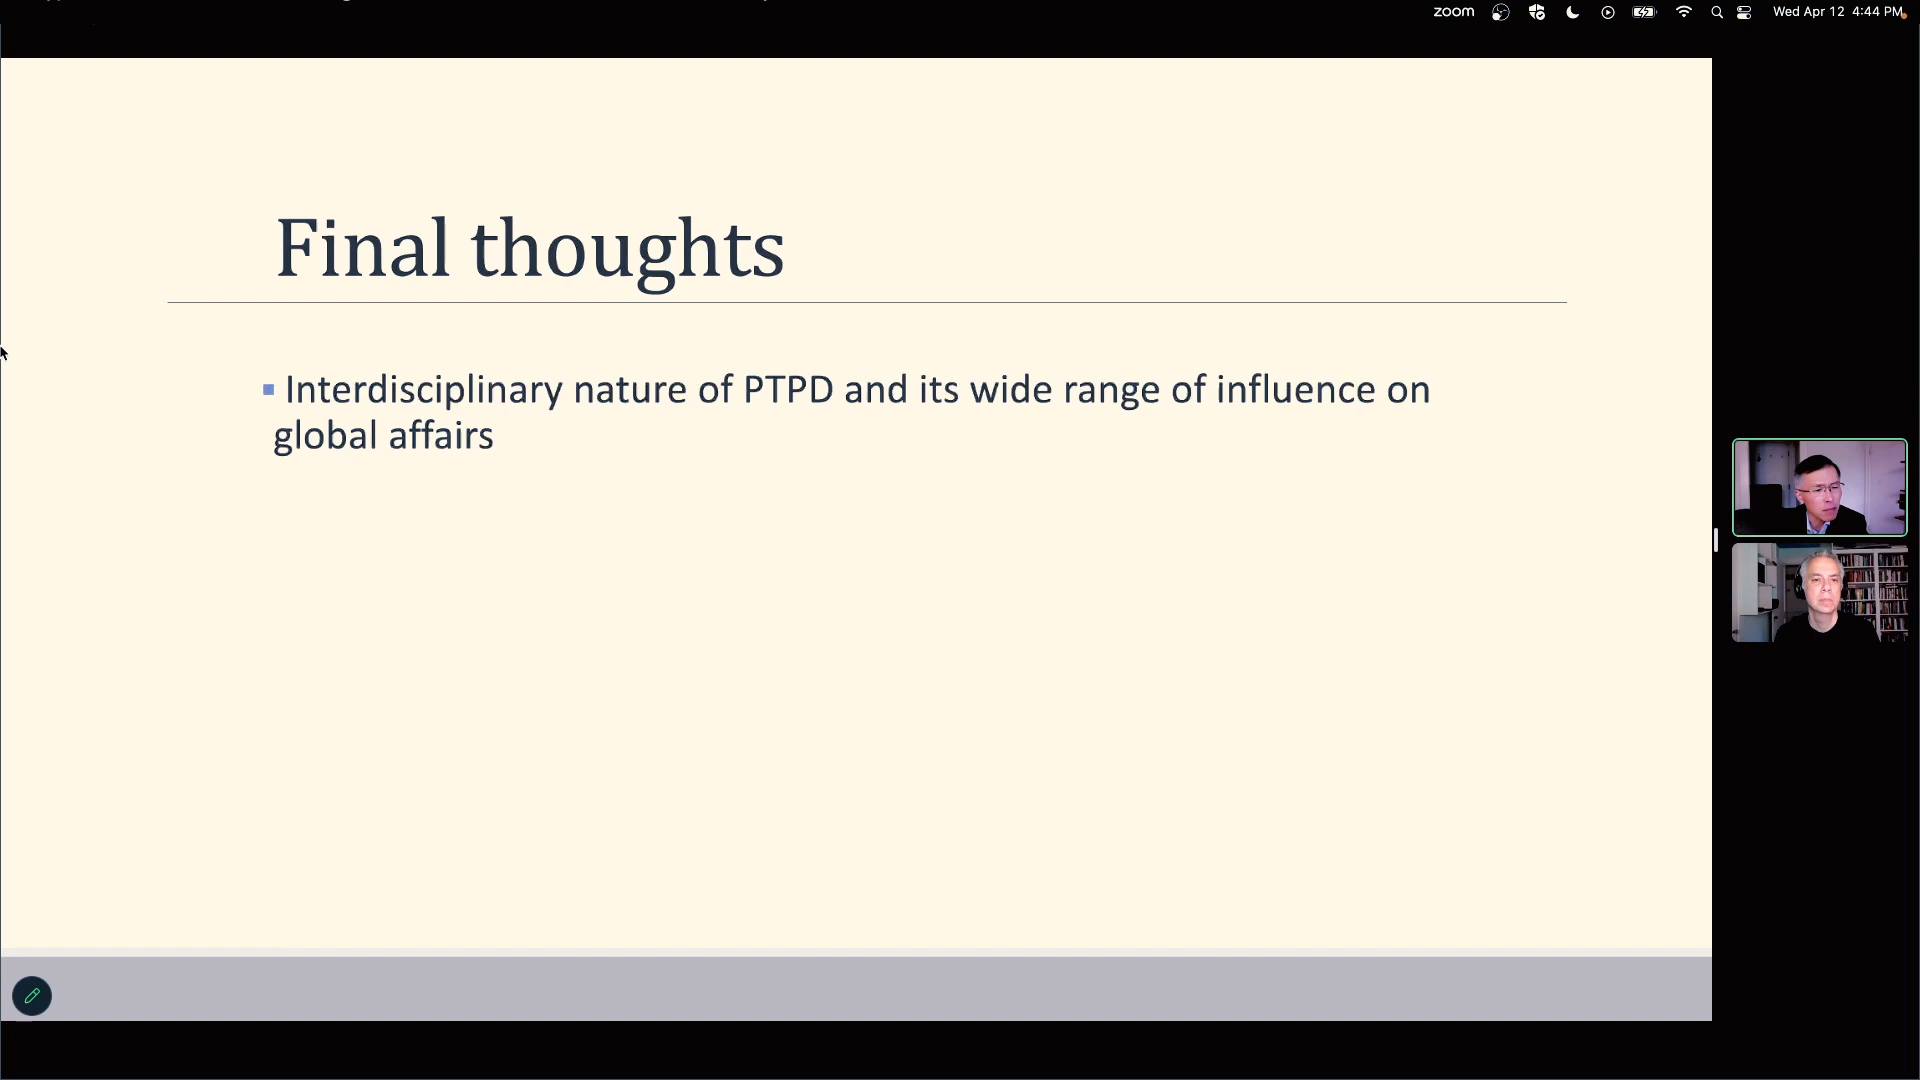 zoom
Wed Apr 12 4:44 PM
Final thoughts
Interdisciplinary nature of PTPD and its wide range of influence on
global affairs